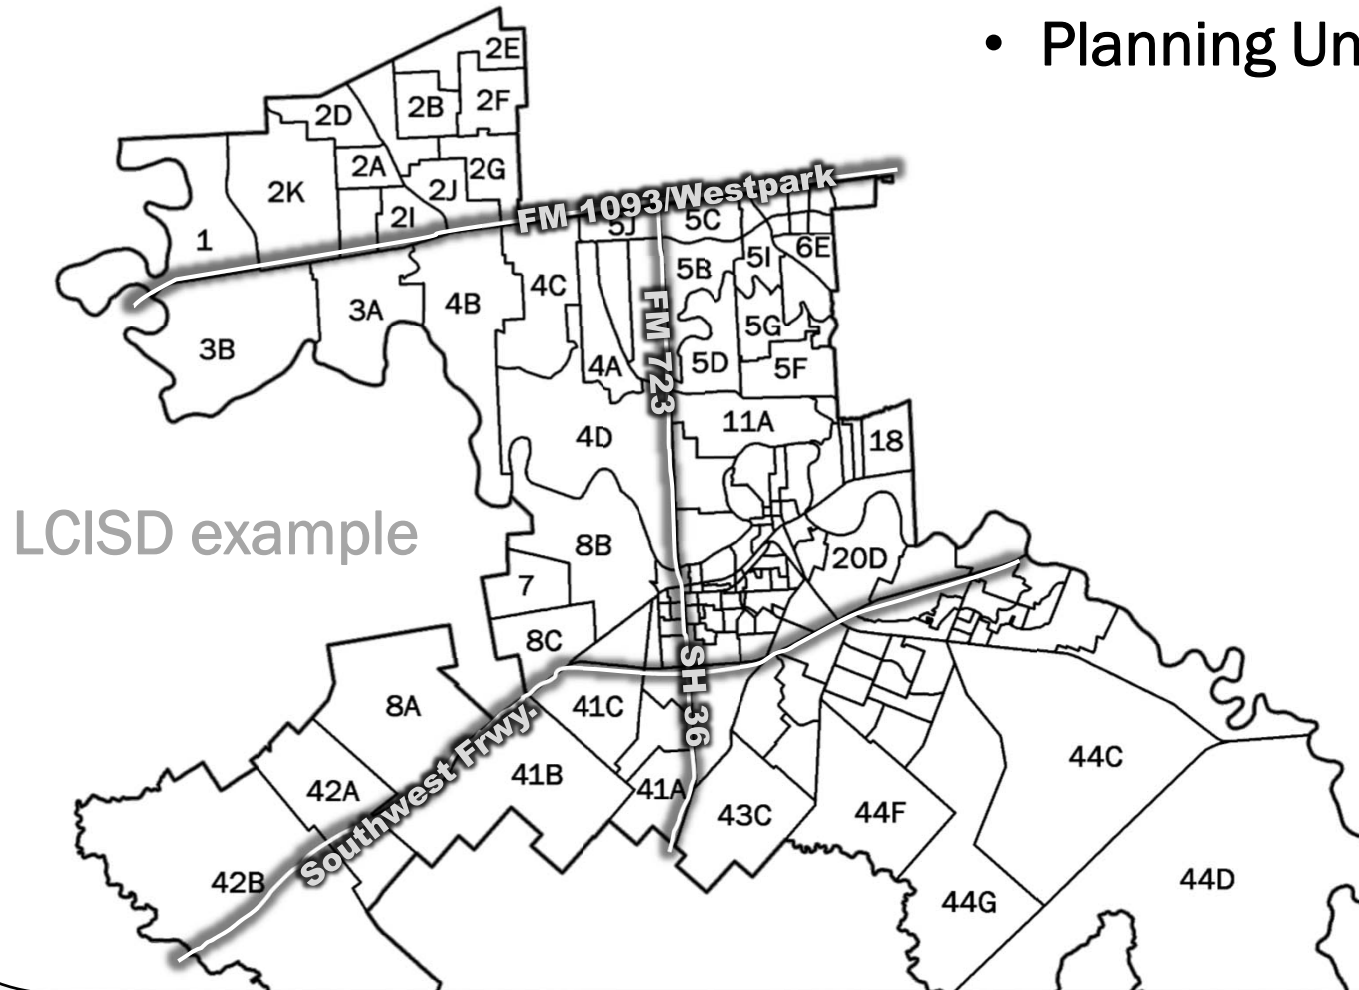 • Planning Un
2E
2B
2F
2D
2A
2G
2K
2J
2I
FM 1093/Westpark
5J
5C
1
6E
5I
5B
4C
4B
3A
FM 723
5G
3B
4A
5D
5F
11A
4D
18
LCISD example
8B
20D
7
8C
SH 36
8A
41C
Southwest Frwy.
44C
41B
42A
41A
43C
44F
42B
44D
44G